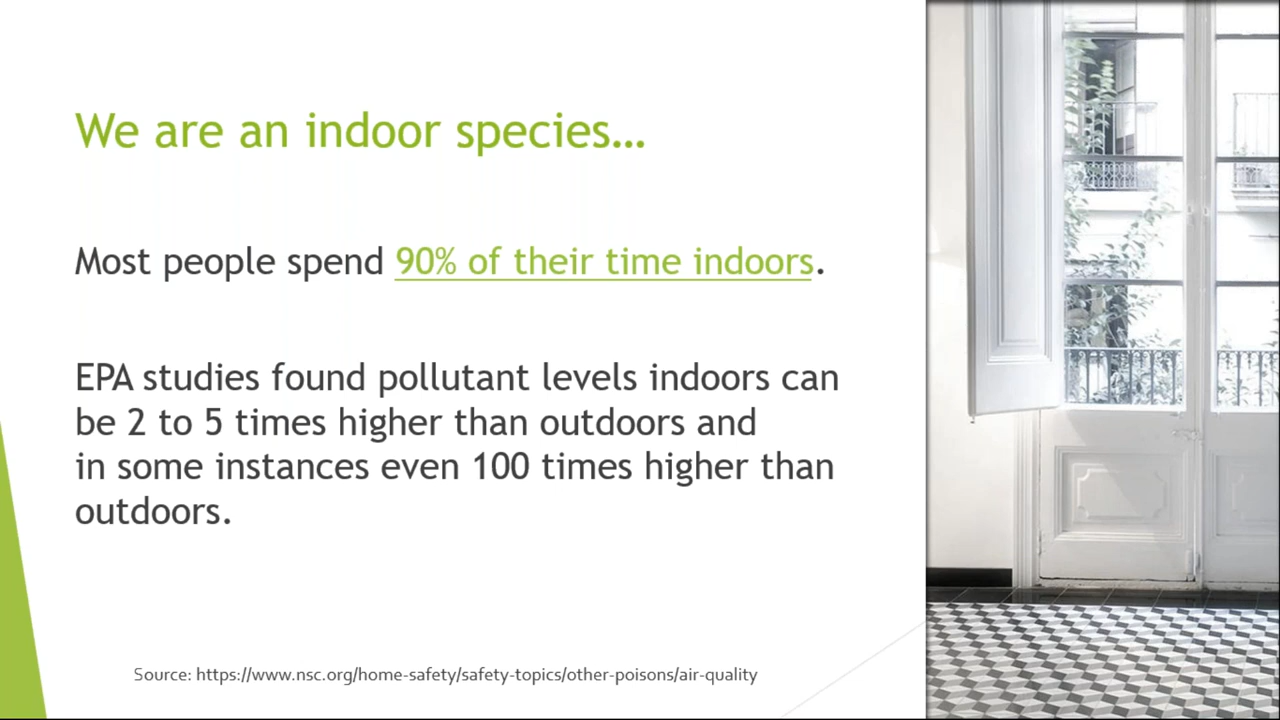 We are an indoor species…
Most people spend 90% of their time indoors.
EPA studies found pollutant levels indoors can
be 2 to 5 times higher than outdoors and
in some instances even 100 times higher than
outdoors.
Source: https://www.nsc.org/home-safety/safety-topics/other-poisons/air-quality